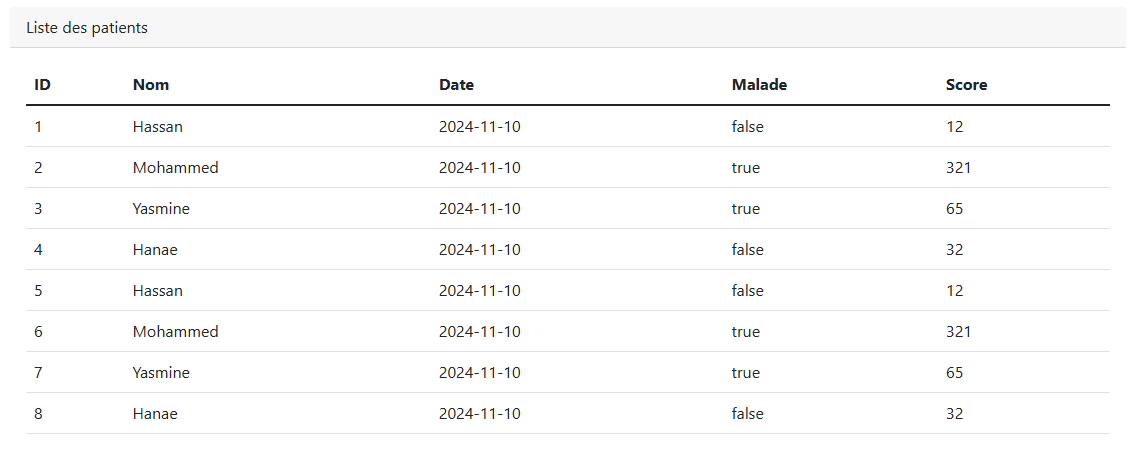 Liste des patients
ID Nom Date Malade Score
1 Hassan 2024-11-10 false 12
2 Mohammed 2024-11-10 true 321
3 Yasmine 2024-11-10 true 65
4 Hanae 2024-11-10 false 32
5 Hassan 2024-11-10 false 12
6 Mohammed 2024-11-10 true 321
7 Yasmine 2024-11-10 true 65
8 Hanae 2024-11-10 false 32